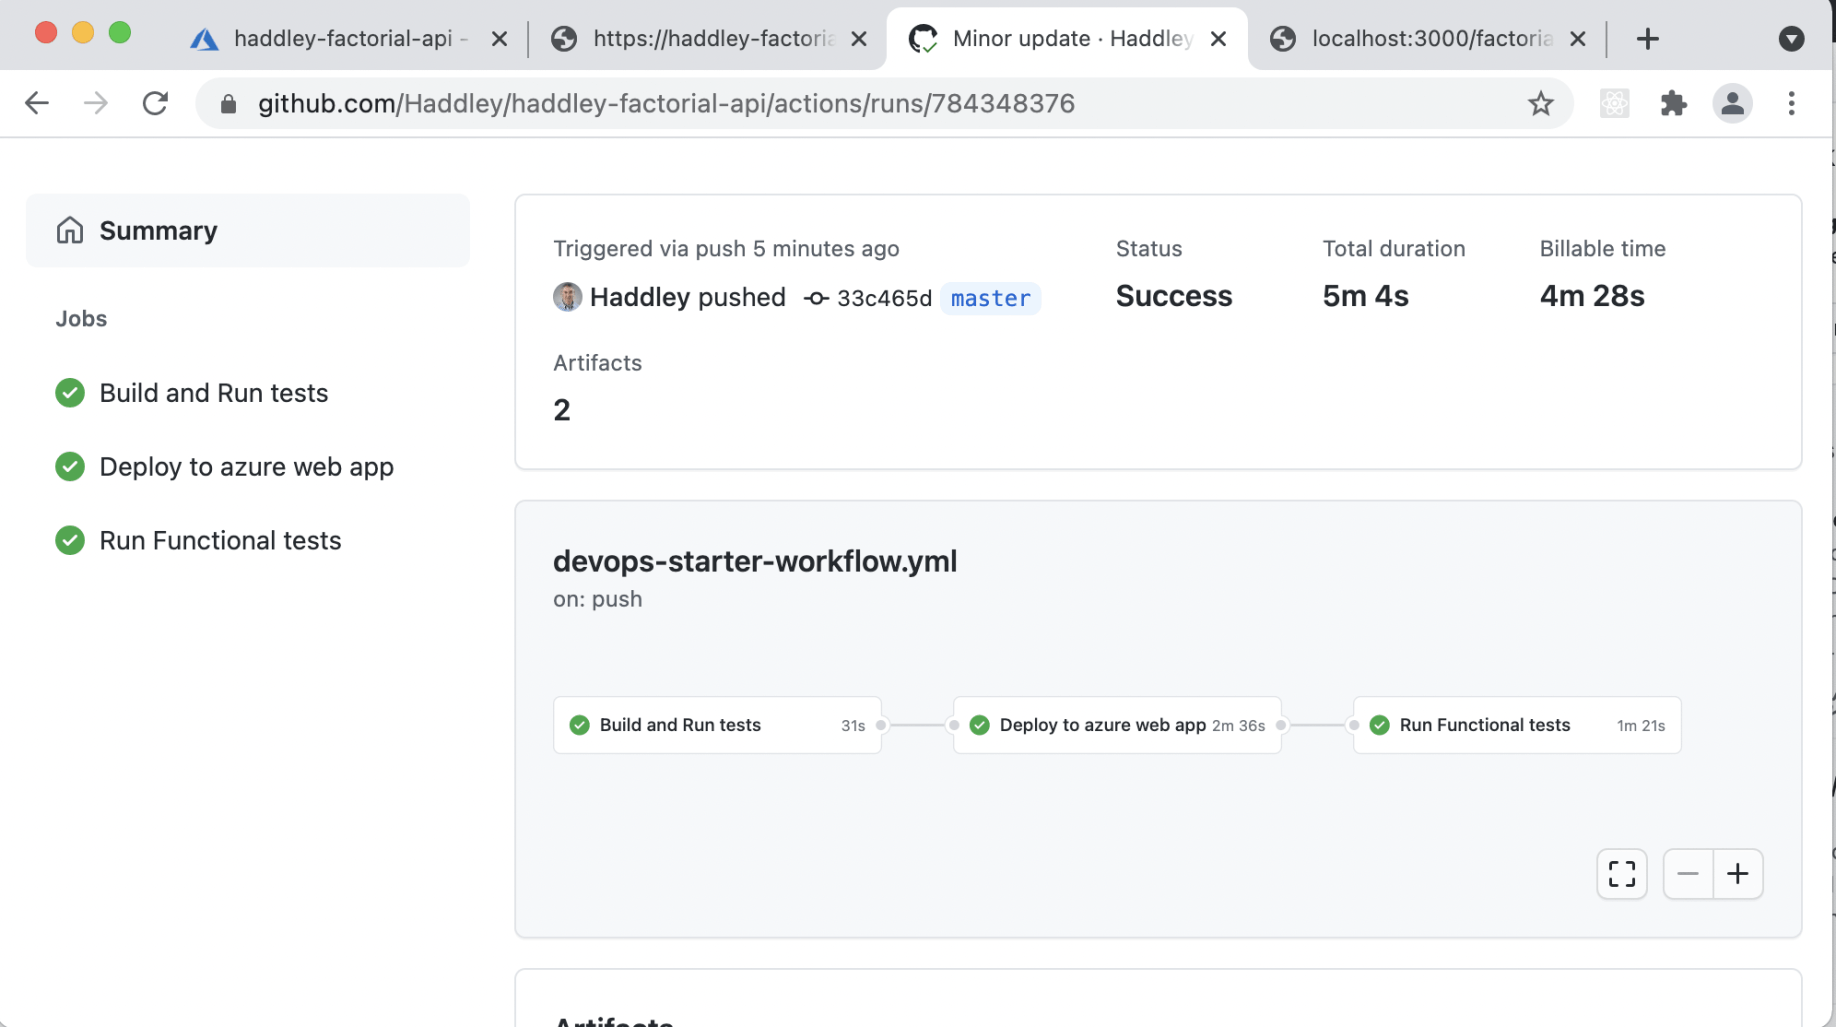 haddley-factorial-api -
https://haddley-factoria
Minor update · Haddley
localhost:3000/factoria
github.com/Haddley/haddley-factorial-api/actions/runs/784348376
Summary
Jobs
Build and Run tests
Deploy to azure web app
Run Functional tests
Triggered via push 5 minutes ago
Haddley pushed 33c465d master
Status
Success
Total duration
5m 4s
Billable time
4m 28s
Artifacts
2
devops-starter-workflow.yml
on: push
Build and Run tests 31s
Deploy to azure web app 2m 36s
Run Functional tests 1m 21s
Artifacts